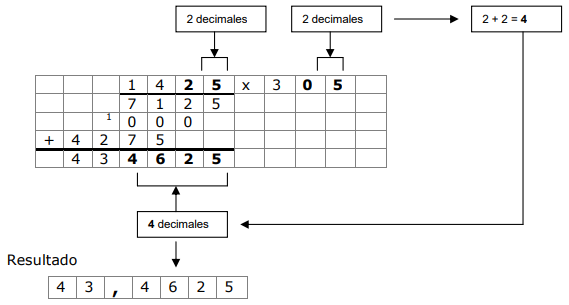 2 decimales 2 decimales 2 + 2 = 4
1 4 2 5 x 3 0 5
7 1 2 5
1 0 0 0
+ 4 2 7 5
4 3 4 6 2 5
4 decimales
Resultado
4 3 , 4 6 2 5